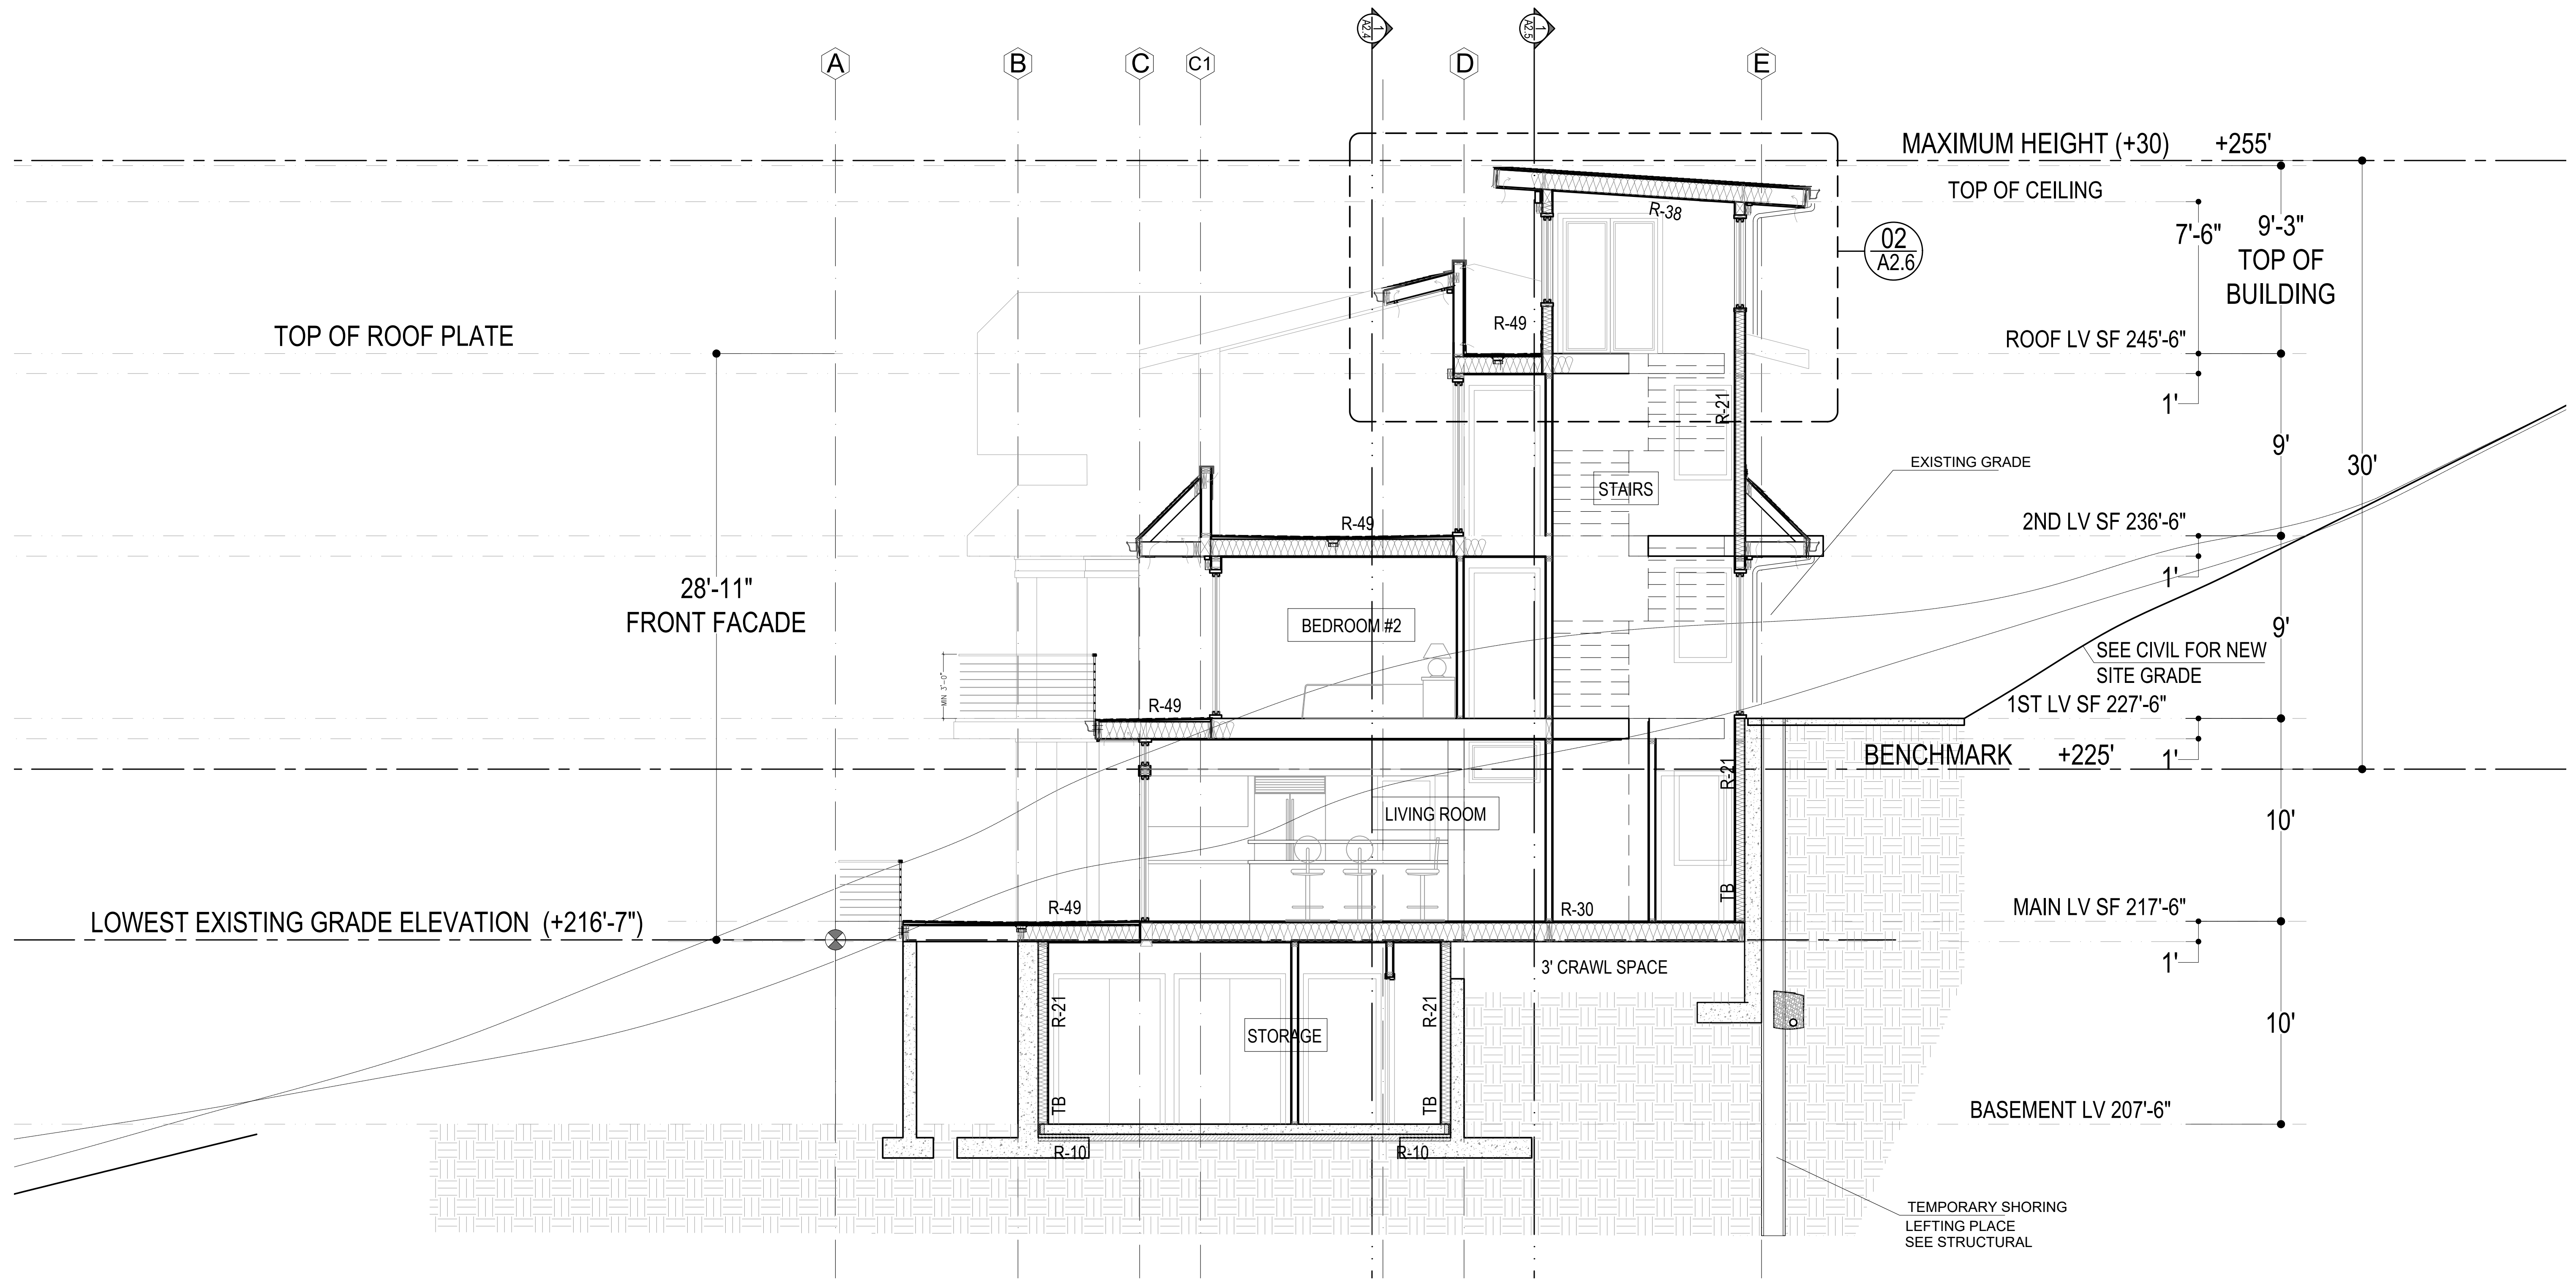 1
A2.4
1
A2.5
A
B
C
C1
D
E
MAXIMUM HEIGHT (+30) +255'
TOP OF CEILING
R-38
7'-6"
9'-3"
TOP OF
BUILDING
02
A2.6
TOP OF ROOF PLATE
R-49
ROOF LV SF 245'-6"
1'
R-21
9'
30'
EXISTING GRADE
STAIRS
R-49
2ND LV SF 236'-6"
1'
28'-11"
FRONT FACADE
BEDROOM #2
9'
SEE CIVIL FOR NEW
SITE GRADE
MIN 3'-0"
R-49
1ST LV SF 227'-6"
BENCHMARK +225'
1'
R-21
LIVING ROOM
10'
TB
R-49
R-30
MAIN LV SF 217'-6"
LOWEST EXISTING GRADE ELEVATION (+216'-7")
1'
3' CRAWL SPACE
R-21
R-21
STORAGE
10'
TB
TB
BASEMENT LV 207'-6"
R-10
R-10
TEMPORARY SHORING
LEFTING PLACE
SEE STRUCTURAL